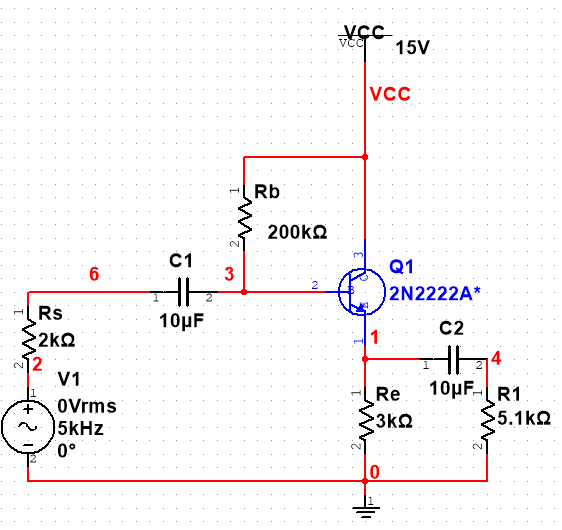 VCC
VCC
15V
VCC
1
Rb
2
200kΩ
3
C
Q1
2
B
2N2222A*
E
1
6
C1
3
1
2
10µF
1
Rs
2kΩ
2
2
V1
1
0Vrms
5kHz
0°
2
1
C2
4
1
2
10µF
1
Re
3kΩ
2
1
R1
5.1kΩ
2
0
1